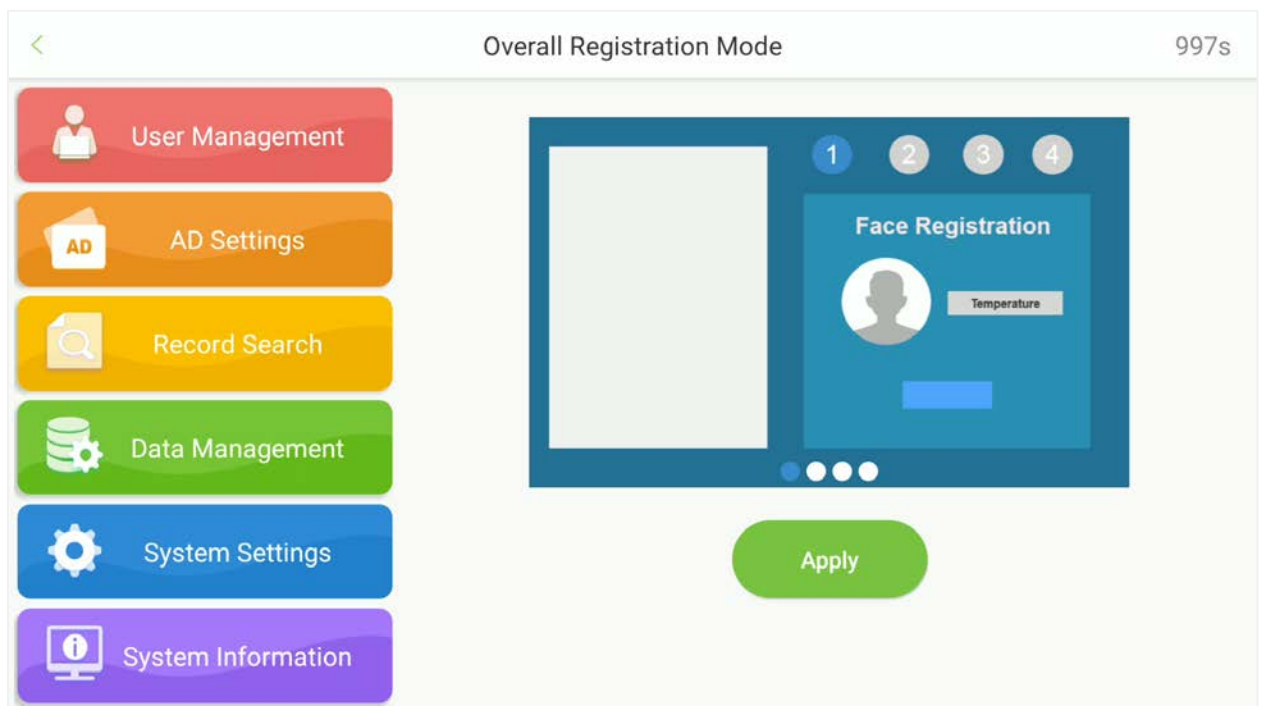 Overall Registration Mode
997s
User Management
AD
AD Settings
Record Search
Data Management
System Settings
i
System Information
1 2 3 4
Face Registration
Temperature
Apply